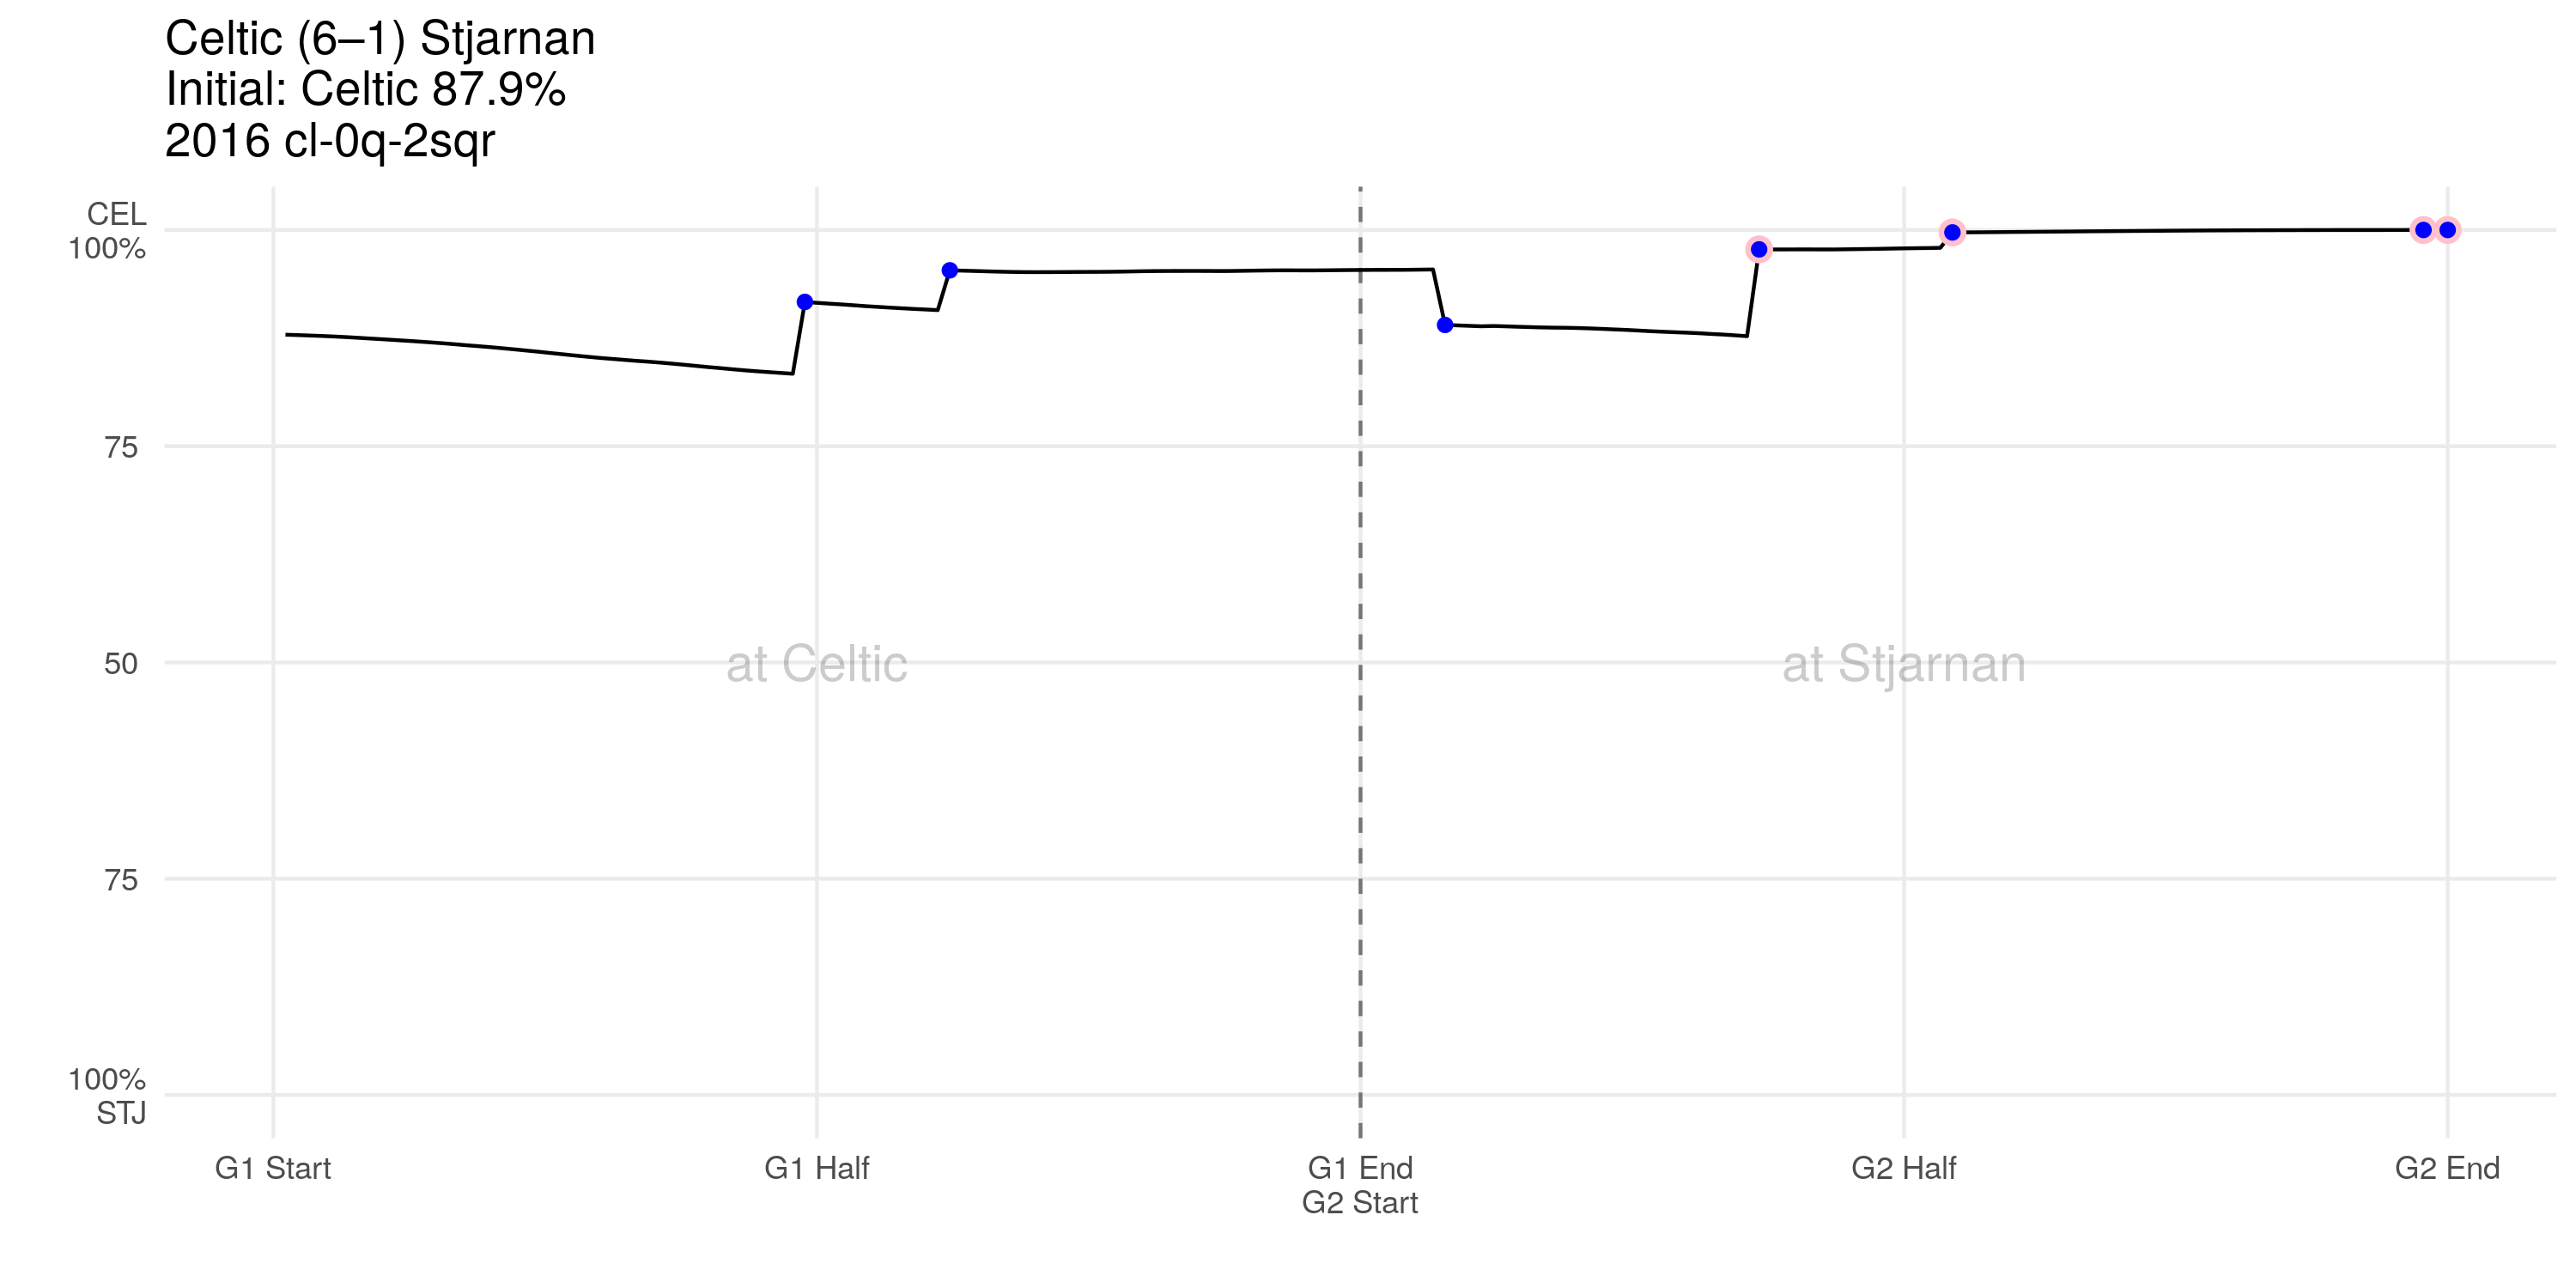 Celtic (6–1) Stjarnan
Initial: Celtic 87.9%
2016 cl-0q-2sqr
CEL
100%
75
50
75
100%
STJ
at Celtic
at Stjarnan
G1 Start
G1 Half
G1 End
G2 Start
G2 Half
G2 End